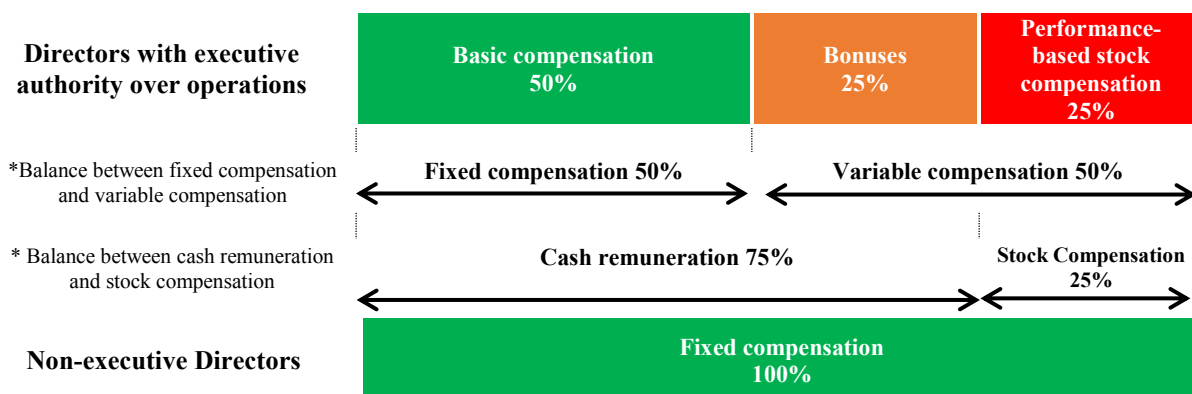 Directors with executive
authority over operations
Basic compensation
50%
Bonuses
25%
Performance-
based stock
compensation
25%
*Balance between fixed compensation
and variable compensation
Fixed compensation 50%
Variable compensation 50%
* Balance between cash remuneration
and stock compensation
Cash remuneration 75%
Stock Compensation
25%
Non-executive Directors
Fixed compensation
100%